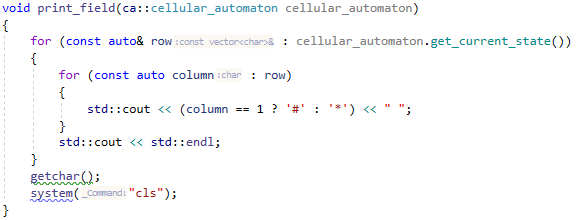 void print_field(ca::cellular_automaton cellular_automaton)
{
for (const auto& row :const vector<char>& : cellular_automaton.get_current_state())
{
for (const auto column :char : row)
{
std::cout << (column == 1 ? '#' : '*') << " ";
}
std::cout << std::endl;
}
getchar();
system(_Command: "cls");
}